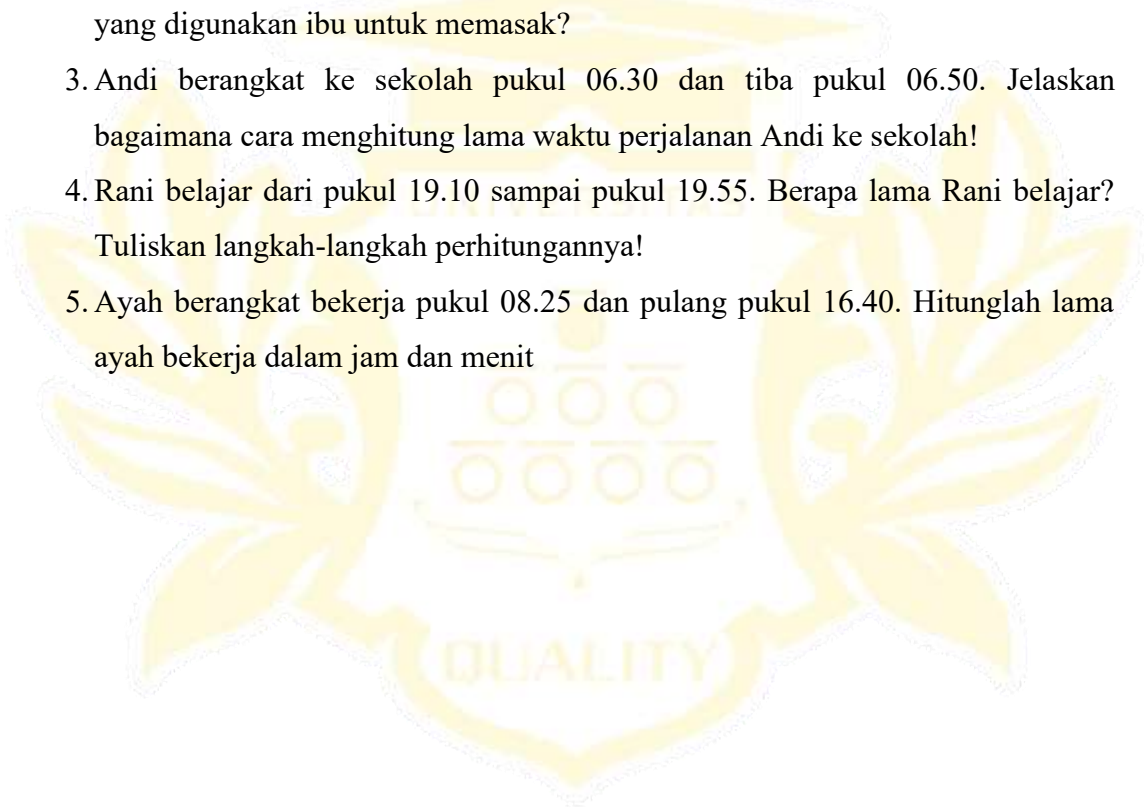 yang digunakan ibu untuk memasak?
3. Andi berangkat ke sekolah pukul 06.30 dan tiba pukul 06.50. Jelaskan
bagaimana cara menghitung lama waktu perjalanan Andi ke sekolah!
UNIVERSITAS
4. Rani belajar dari pukul 19.10 sampai pukul 19.55. Berapa lama Rani belajar?
Tuliskan langkah-langkah perhitungannya!
5. Ayah berangkat bekerja pukul 08.25 dan pulang pukul 16.40. Hitunglah lama
ayah bekerja dalam jam dan menit
QUALITY